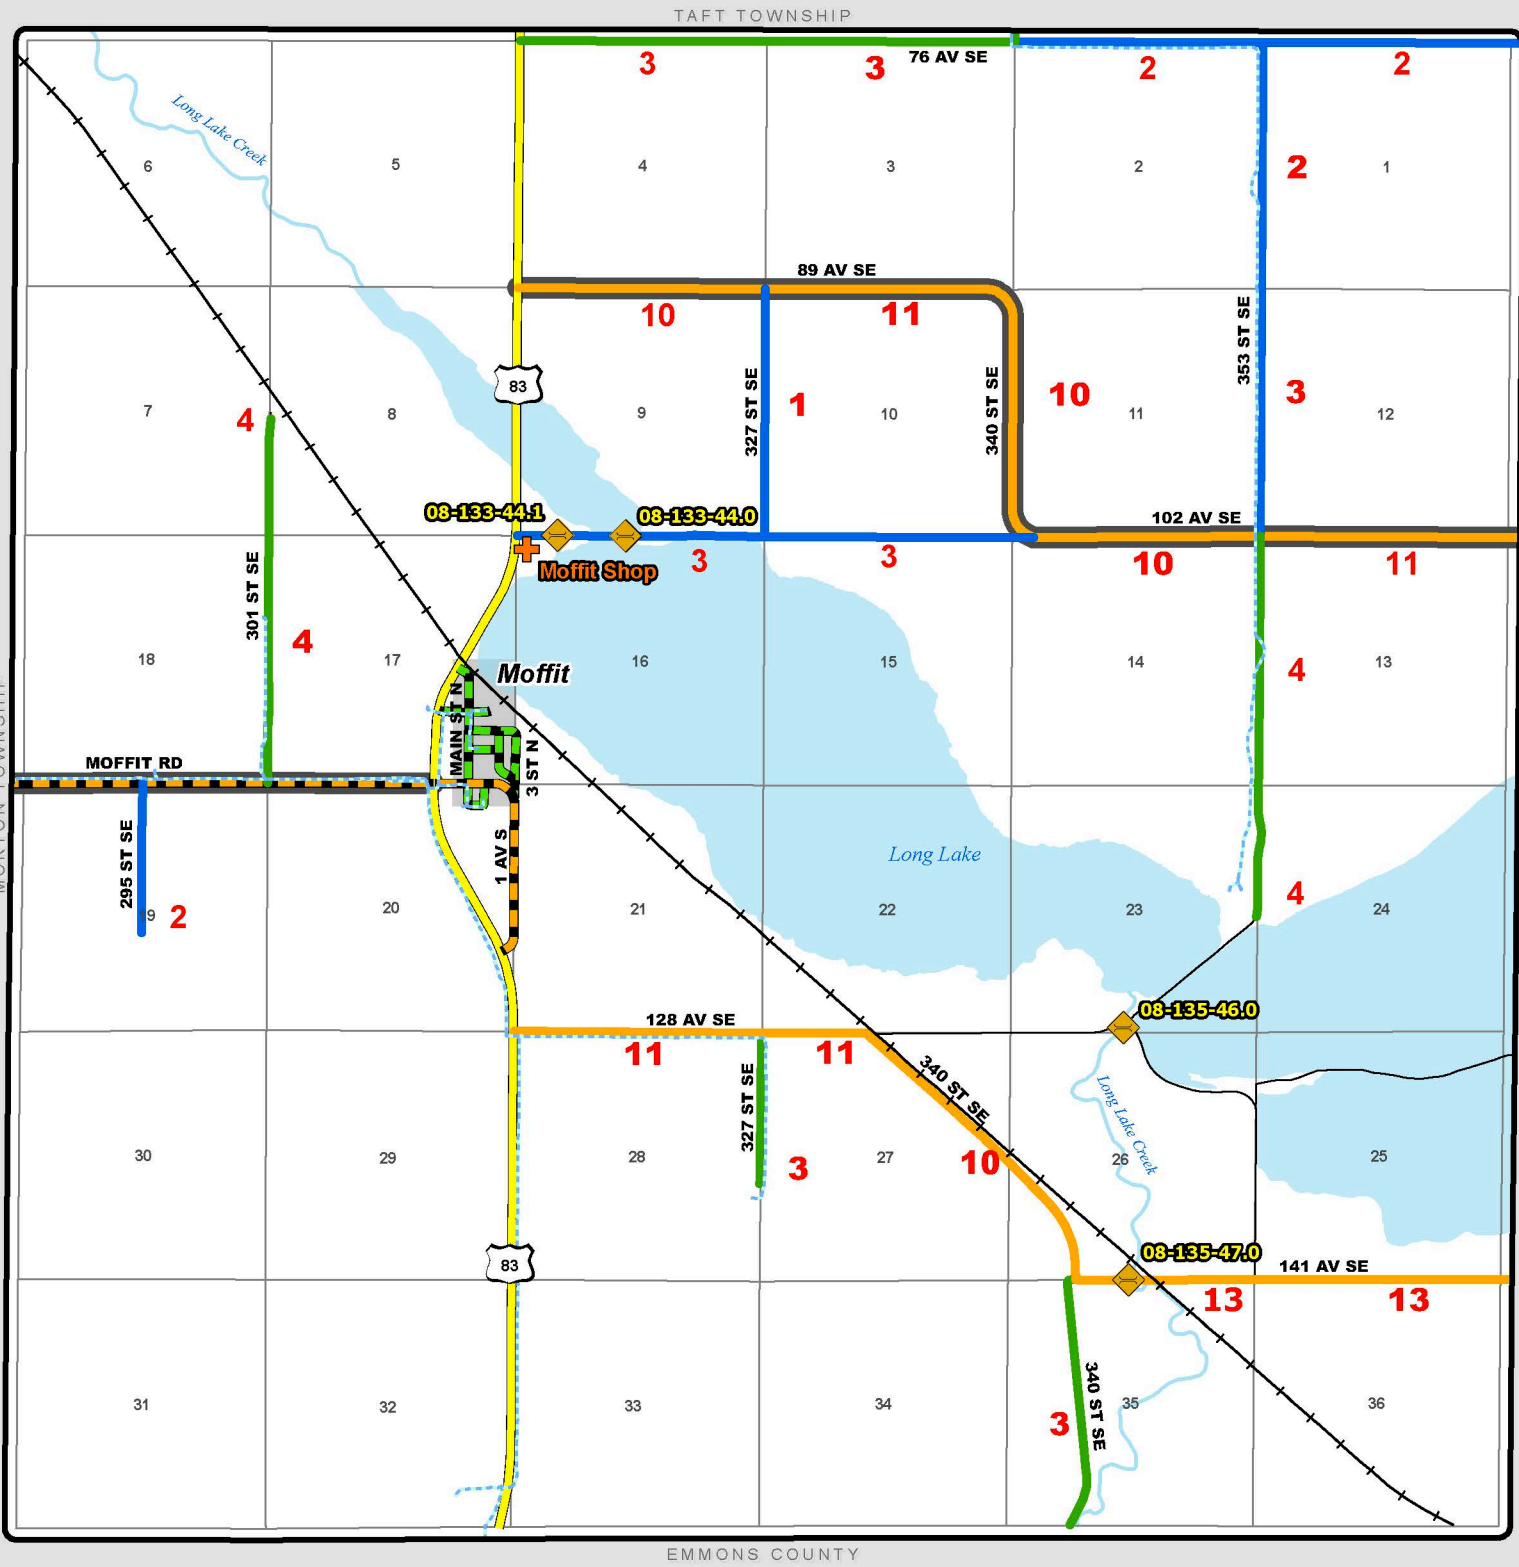 TAFT TOWNSHIP
3
3
76 AV SE
2
2
Long Lake Creek
6
5
4
3
2
2
1
89 AV SE
10
11
353 ST SE
83
327 ST SE
340 ST SE
7
4
8
9
1
10
10
11
3
12
08-133-44.1
08-133-44.0
102 AV SE
Moffit Shop
3
3
10
11
301 ST SE
4
18
17
Moffit
16
15
14
4
13
MAIN ST N
3 ST N
MOFFIT RD
MORTON TOWNSHIP
295 ST SE
1 AV S
Long Lake
19
2
20
21
22
23
4
24
08-135-46.0
128 AV SE
11
11
340 ST SE
327 ST SE
Long Lake Creek
30
29
28
3
27
10
26
25
83
08-135-47.0
141 AV SE
13
13
31
32
33
34
3
340 ST SE
35
36
EMMONS COUNTY